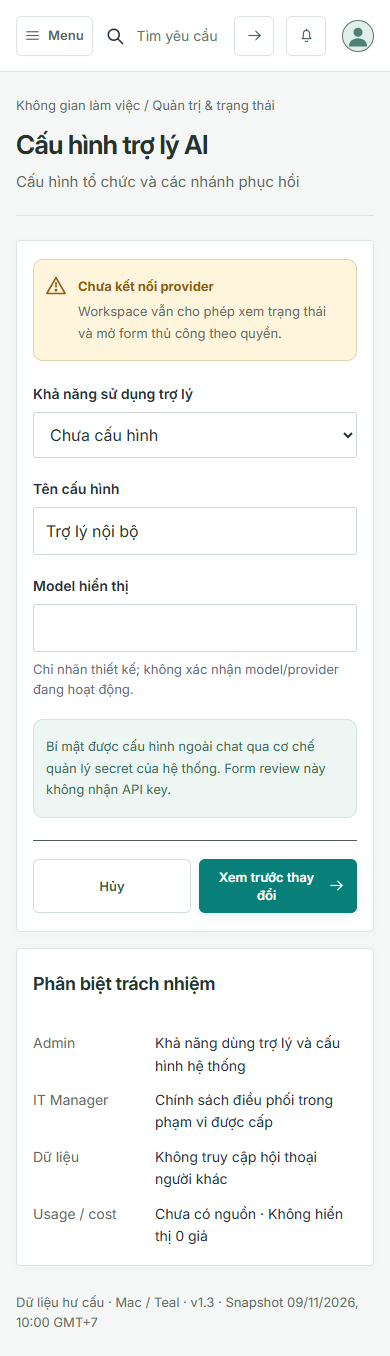 Menu
Tìm yêu cầu
Không gian làm việc / Quản trị & trạng thái
Cấu hình trợ lý AI
Cấu hình tổ chức và các nhánh phục hồi
Chưa kết nối provider
Workspace vẫn cho phép xem trạng thái
và mở form thủ công theo quyền.
Khả năng sử dụng trợ lý
Chưa cấu hình
Tên cấu hình
Trợ lý nội bộ
Model hiển thị
Chỉ nhãn thiết kế; không xác nhận model/provider
đang hoạt động.
Bí mật được cấu hình ngoài chat qua cơ chế
quản lý secret của hệ thống. Form review này
không nhận API key.
Hủy
Xem trước thay
đổi
Phân biệt trách nhiệm
Admin
Khả năng dùng trợ lý và cấu
hình hệ thống
IT Manager
Chính sách điều phối trong
phạm vi được cấp
Dữ liệu
Không truy cập hội thoại
người khác
Usage / cost
Chưa có nguồn · Không hiển
thị 0 giả
Dữ liệu hư cấu · Mac / Teal · v1.3 · Snapshot 09/11/2026,
10:00 GMT+7